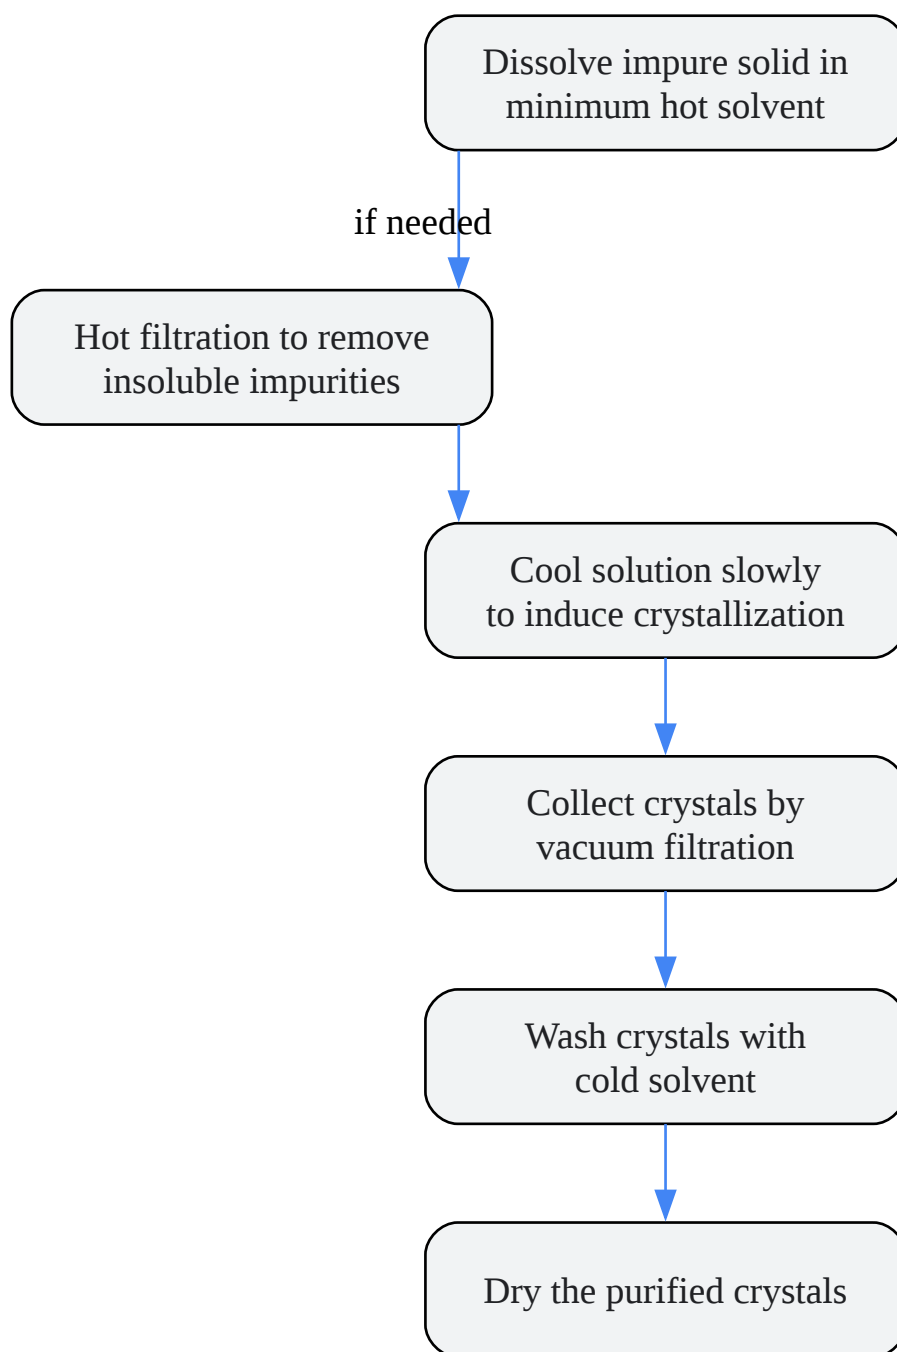 Dissolve impure solid in
minimum hot solvent
if needed
Hot filtration to remove
insoluble impurities
Cool solution slowly
to induce crystallization
Collect crystals by
vacuum filtration
Wash crystals with
cold solvent
Dry the purified crystals